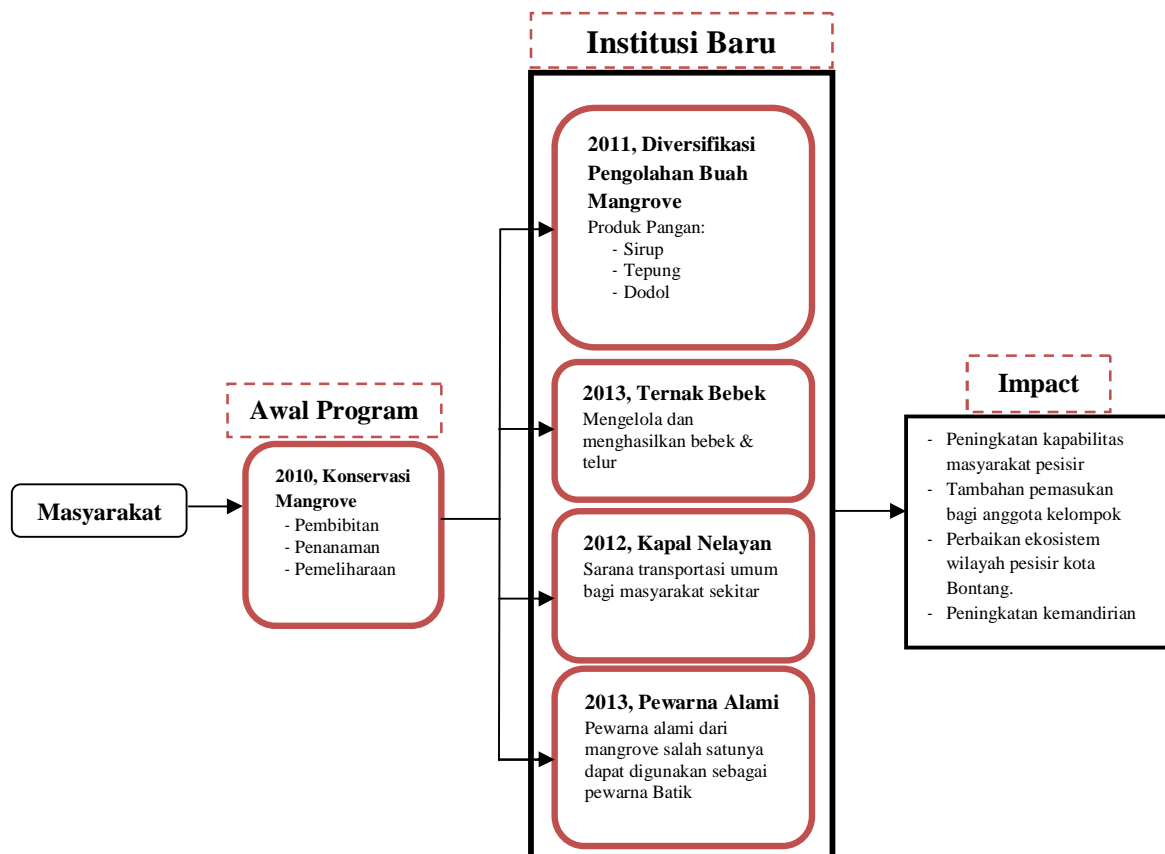 Institusi Baru
2011, Diversifikasi
Pengolahan Buah
Mangrove
Produk Pangan:
- Sirup
- Tepung
- Dodol
2013, Ternak Bebek
Mengelola dan
menghasilkan bebek &
telur
2012, Kapal Nelayan
Sarana transportasi umum
bagi masyarakat sekitar
2013, Pewarna Alami
Pewarna alami dari
mangrove salah satunya
dapat digunakan sebagai
pewarna Batik
Awal Program
2010, Konservasi
Mangrove
- Pembibitan
- Penanaman
- Pemeliharaan
Masyarakat
Impact
- Peningkatan kapabilitas
masyarakat pesisir
- Tambahan pemasukan
bagi anggota kelompok
- Perbaikan ekosistem
wilayah pesisir kota
Bontang.
- Peningkatan kemandirian